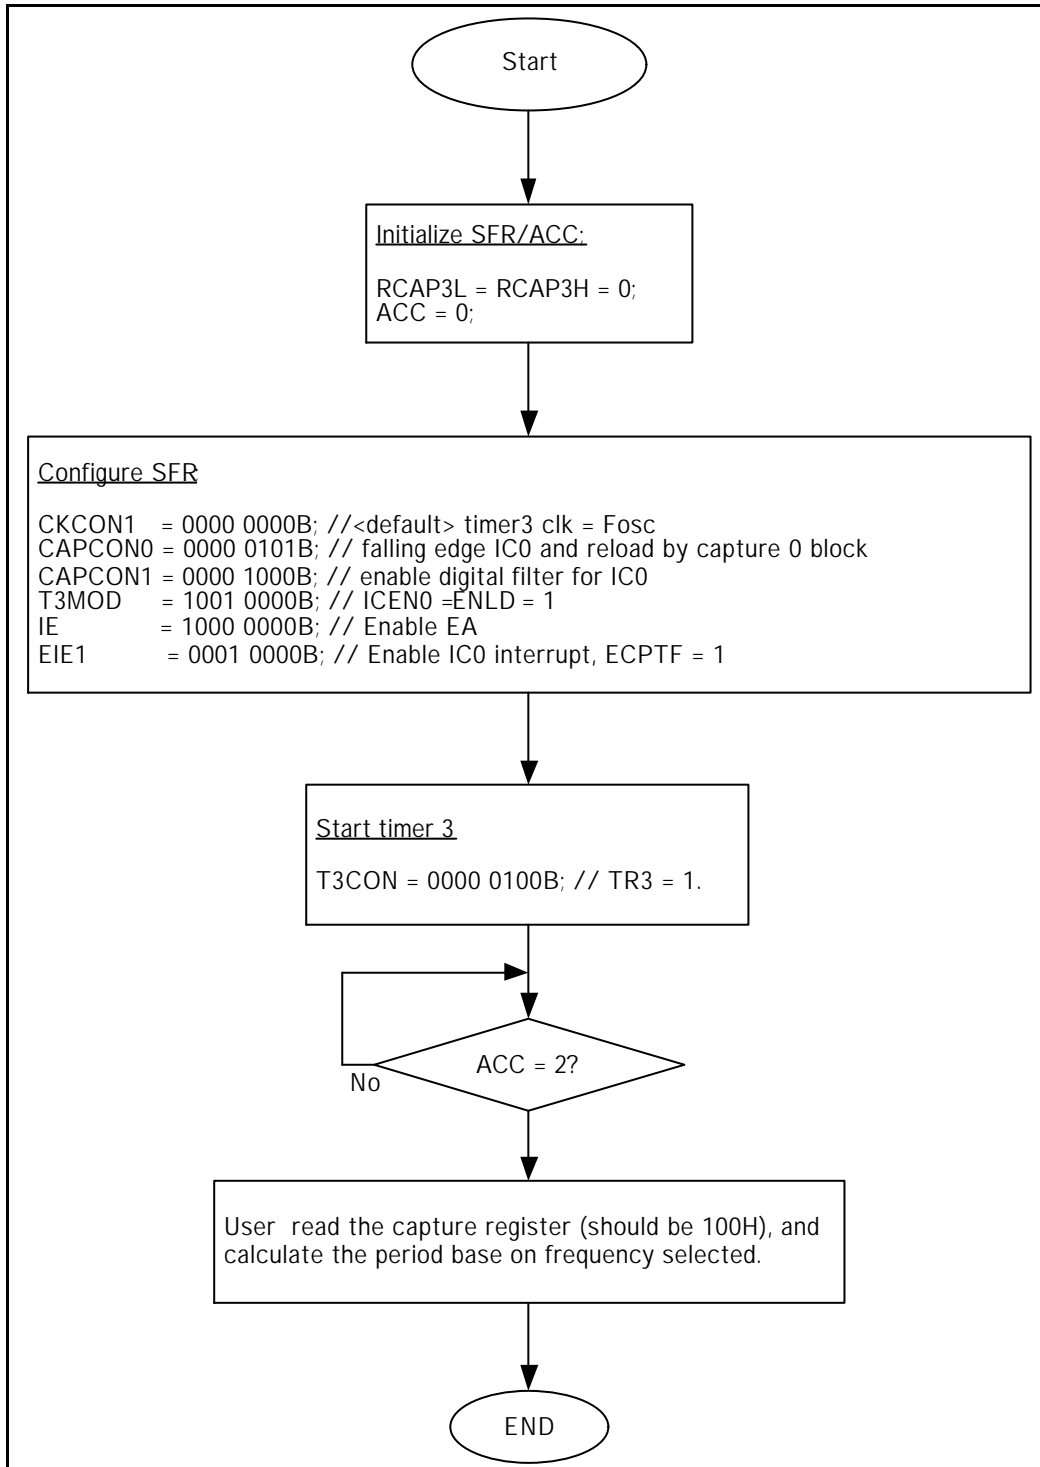 Start
Initialize SFR/ACC;
RCAP3L = RCAP3H = 0;
ACC = 0;
Configure SFR
CKCON1 = 0000 0000B; //<default> timer3 clk = Fosc
CAPCON0 = 0000 0101B; // falling edge IC0 and reload by capture 0 block
CAPCON1 = 0000 1000B; // enable digital filter for IC0
T3MOD = 1001 0000B; // ICEN0 =ENLD = 1
IE = 1000 0000B; // Enable EA
EIE1 = 0001 0000B; // Enable IC0 interrupt, ECPTF = 1
Start timer 3
T3CON = 0000 0100B; // TR3 = 1.
ACC = 2?
No
User read the capture register (should be 100H), and
calculate the period base on frequency selected.
END